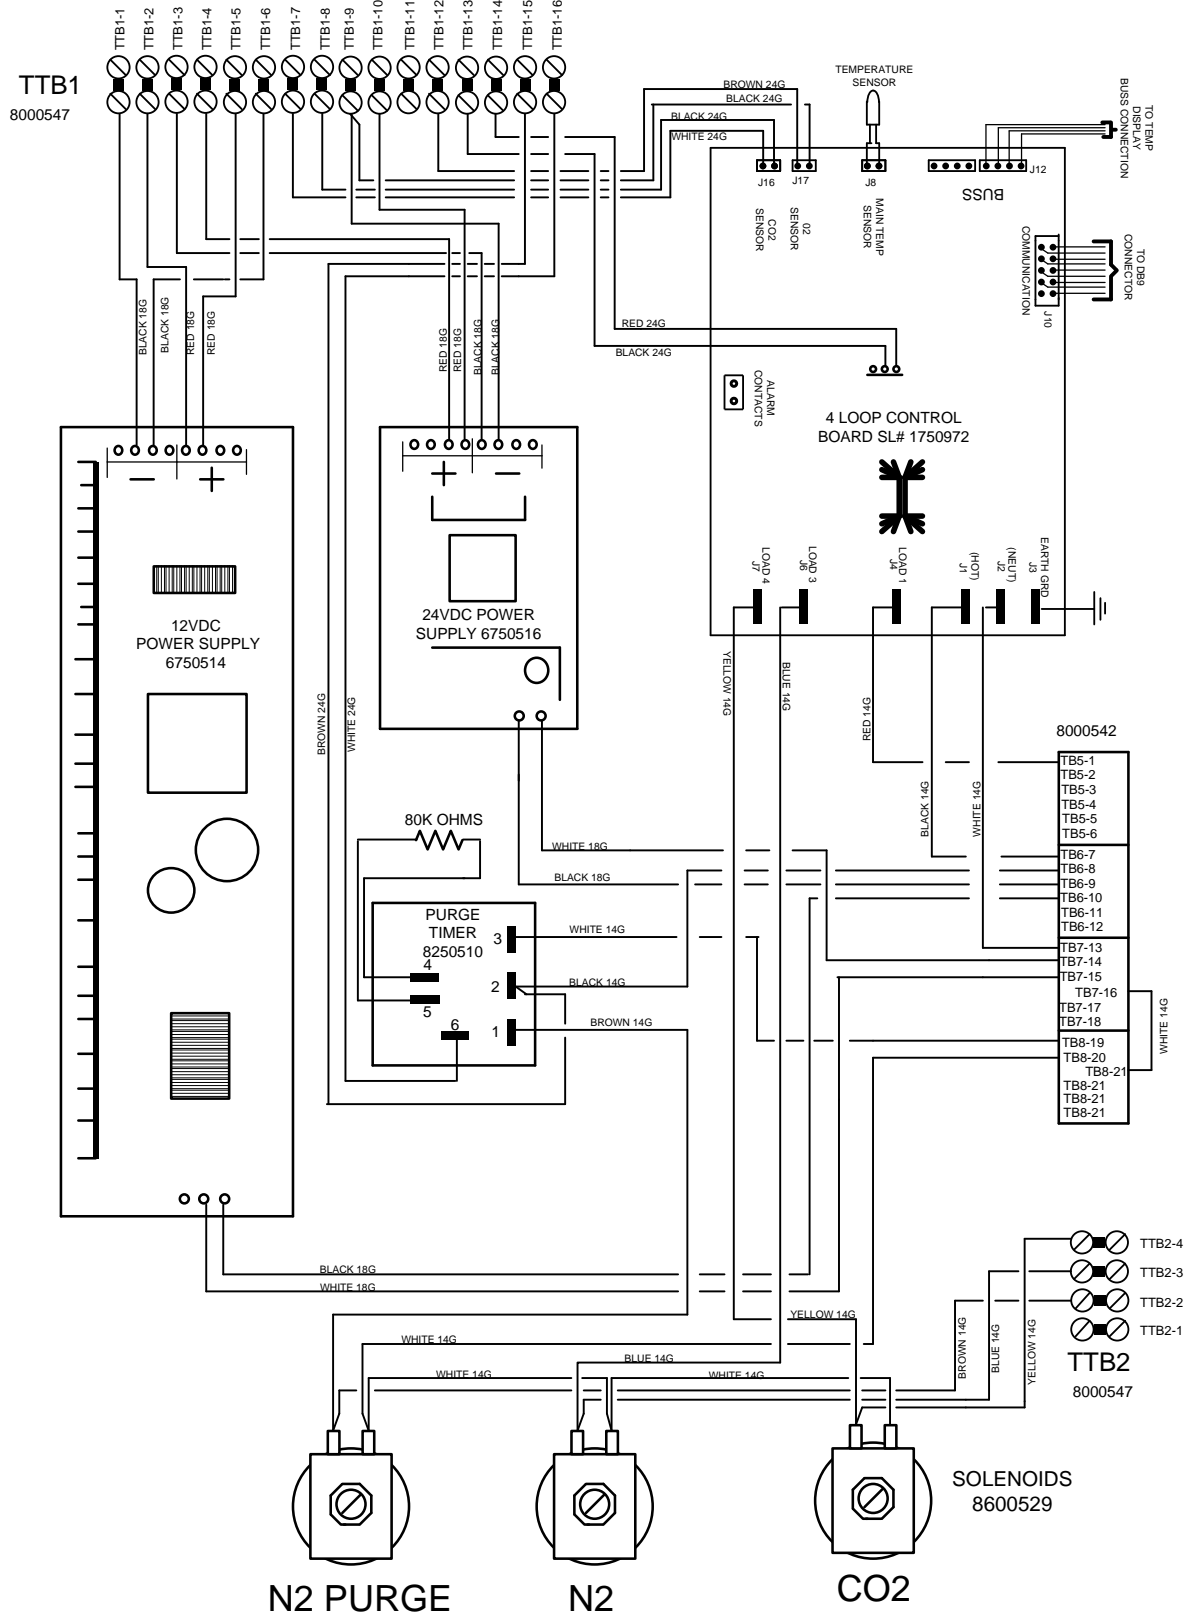 TTB1-1
TTB1-2
TTB1-3
TTB1-4
TTB1-5
TTB1-6
TTB1-7
TTB1-8
TTB1-9
TTB1-10
TTB1-11
TTB1-12
TTB1-13
TTB1-14
TTB1-15
TTB1-16
TTB1
8000547
TEMPERATURE
SENSOR
BROWN 24G
BLACK 24G
BLACK 24G
WHITE 24G
TO TEMP
DISPLAY
BUSS CONNECTION
J16
J17
J8
J12
BUSS
CO2
SENSOR
02
SENSOR
MAIN TEMP
SENSOR
COMMUNICATION
J10
TO DB9
CONNECTOR
BLACK 18G
BLACK 18G
RED 18G
RED 18G
RED 18G
RED 18G
BLACK 18G
BLACK 18G
RED 24G
BLACK 24G
ALARM
CONTACTS
4 LOOP CONTROL
BOARD SL# 1750972
12VDC
POWER SUPPLY
6750514
24VDC POWER
SUPPLY 6750516
LOAD 4
J7
LOAD 3
J6
LOAD 1
J4
(HOT)
J1
(NEUT)
J2
EARTH GRD
J3
BROWN 24G
WHITE 24G
YELLOW 14G
BLUE 14G
RED 14G
BLACK 14G
WHITE 14G
8000542
TB5-1
TB5-2
TB5-3
TB5-4
TB5-5
TB5-6
TB6-7
TB6-8
TB6-9
TB6-10
TB6-11
TB6-12
TB7-13
TB7-14
TB7-15
TB7-16
TB7-17
TB7-18
TB8-19
TB8-20
TB8-21
TB8-21
TB8-21
TB8-21
WHITE 14G
80K OHMS
WHITE 18G
BLACK 18G
PURGE
TIMER
8250510
3
4
2
5
6
1
WHITE 14G
BLACK 14G
BROWN 14G
BLACK 18G
WHITE 18G
YELLOW 14G
WHITE 14G
BLUE 14G
WHITE 14G
WHITE 14G
BROWN 14G
BLUE 14G
YELLOW 14G
TTB2-4
TTB2-3
TTB2-2
TTB2-1
TTB2
8000547
SOLENOIDS
8600529
N2 PURGE
N2
CO2